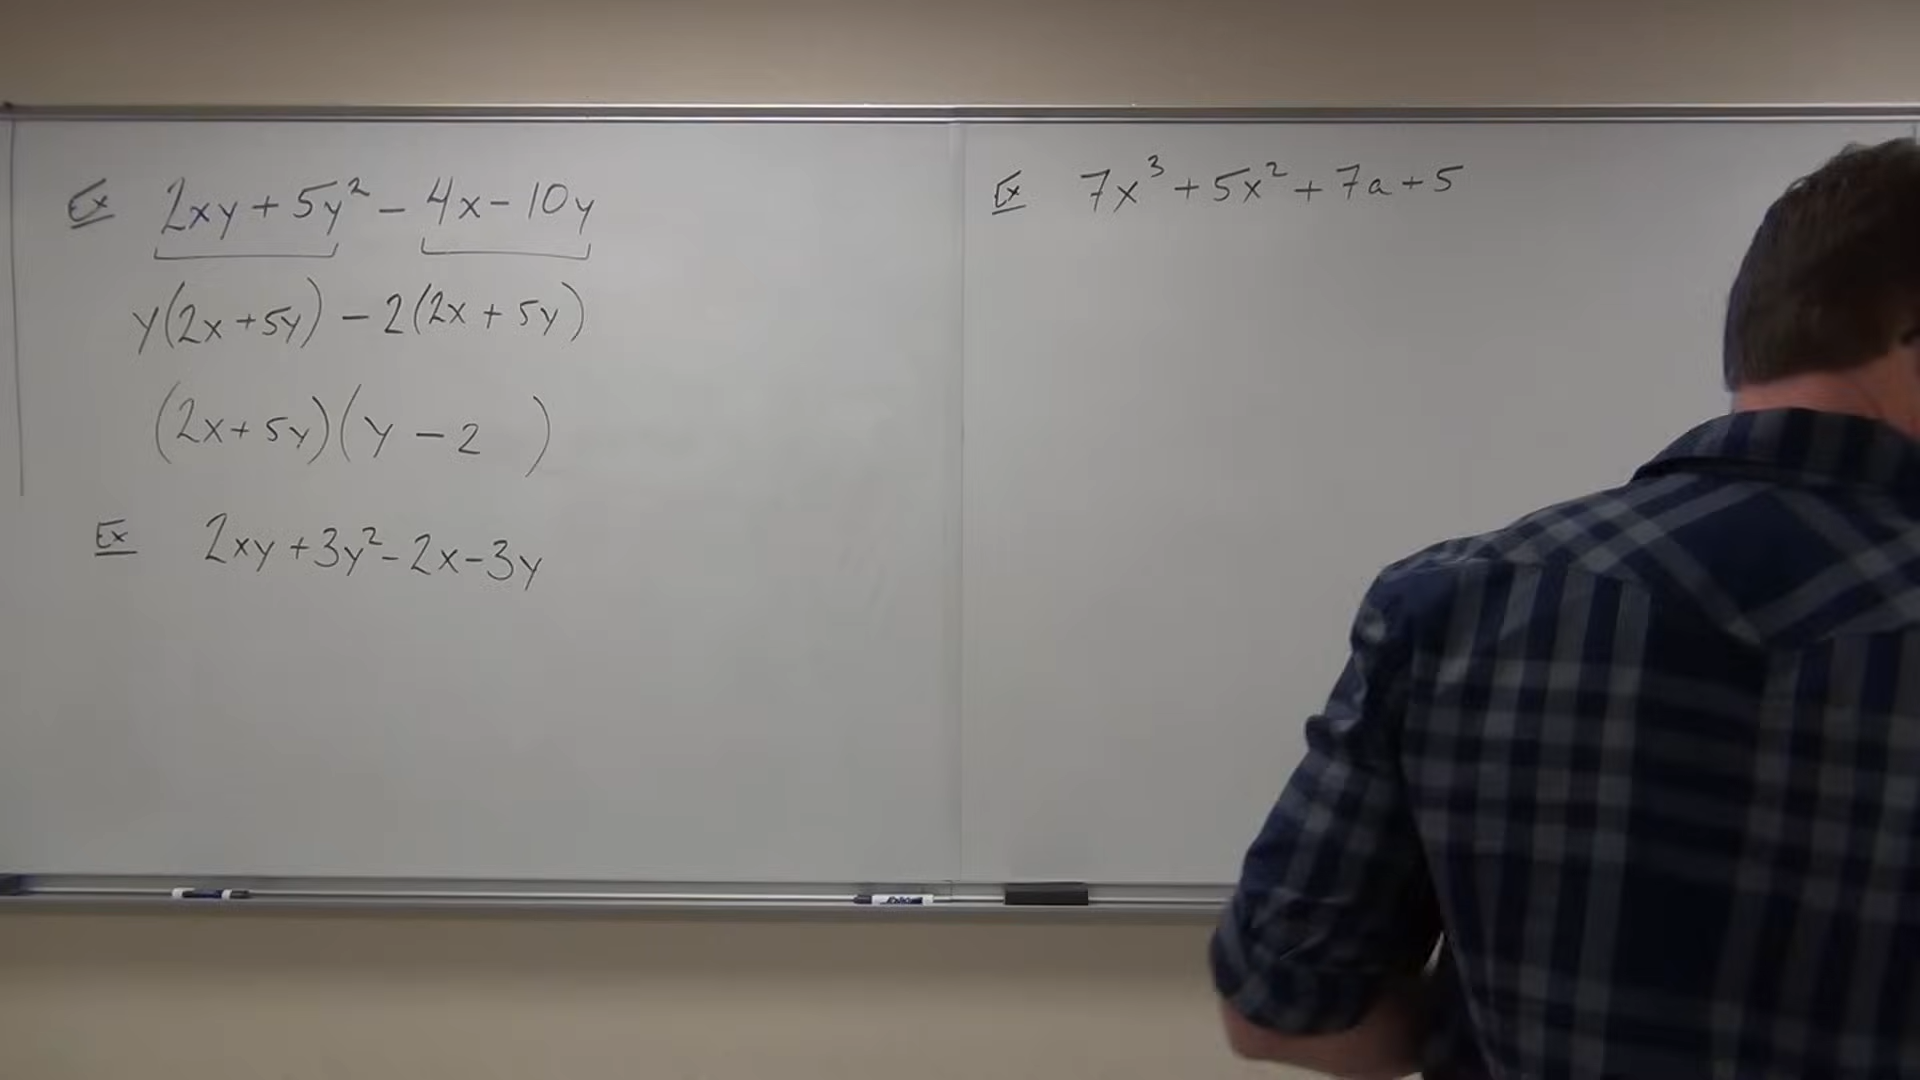 Ex 2xy + 5y² - 4x - 10y
y(2x + 5y) - 2(2x + 5y)
(2x + 5y)(y - 2 )
Ex 2xy + 3y² - 2x - 3y
Ex 7x³ + 5x² + 7a + 5